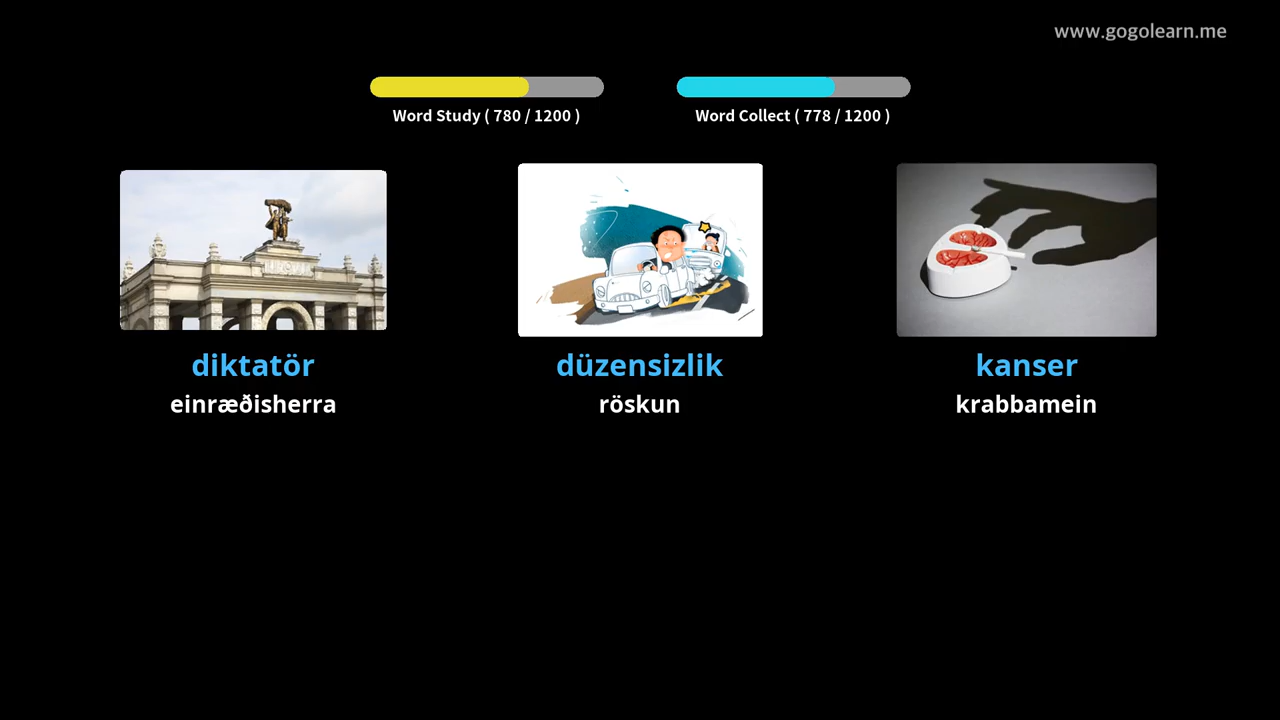 www.gogolearn.me
Word Study ( 780 / 1200 )
Word Collect ( 778 / 1200 )
diktatör
düzensizlik
kanser
einræðisherra
röskun
krabbamein